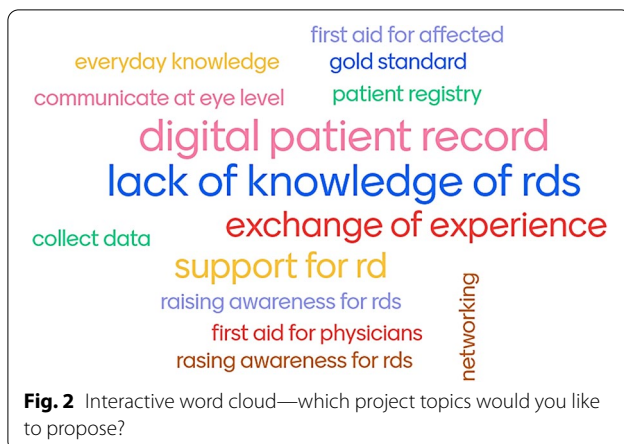 first aid for affected
everyday knowledge
gold standard
communicate at eye level
patient registry
digital patient record
lack of knowledge of rds
exchange of experience
collect data
support for rd
networking
raising awareness for rds
first aid for physicians
rasing awareness for rds
Fig. 2 Interactive word cloud—which project topics would you like
to propose?